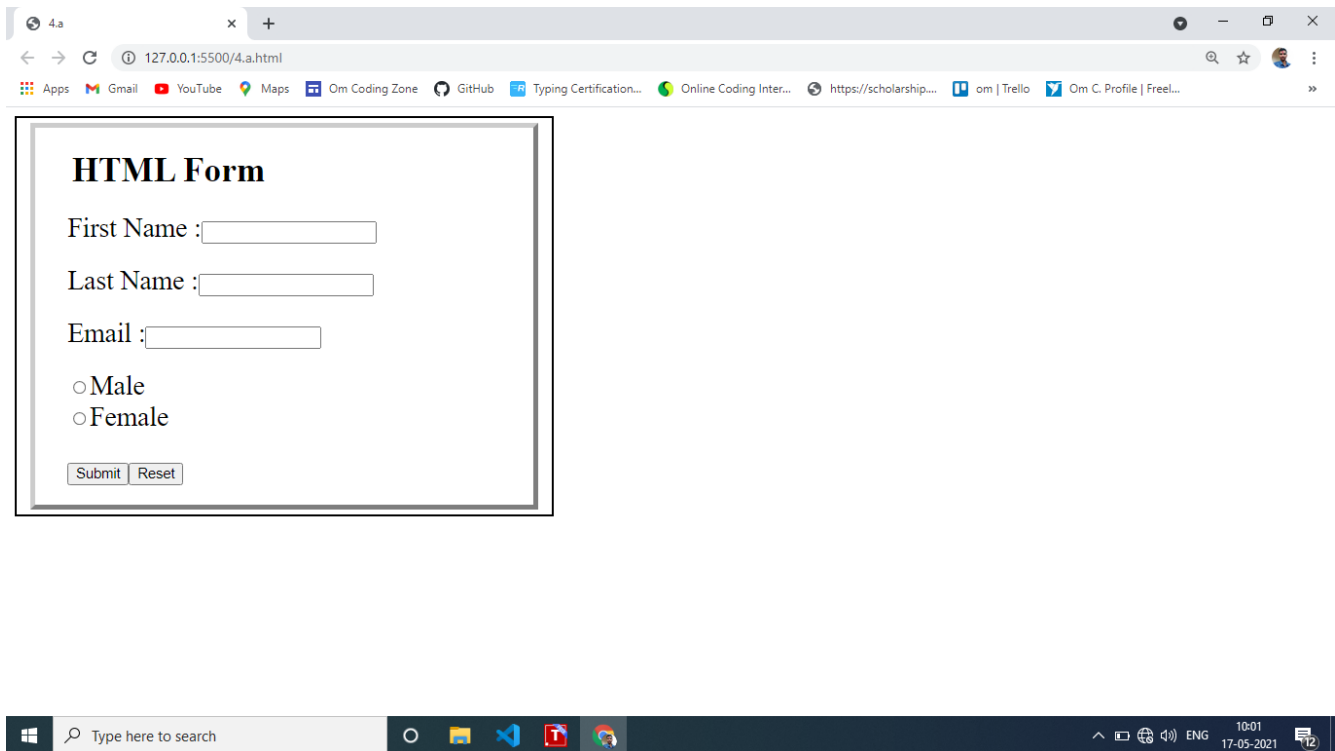 4.a
127.0.0.1:5500/4.a.html
Apps Gmail YouTube Maps Om Coding Zone GitHub Typing Certification... Online Coding Inter... https://scholarship.... om | Trello Om C. Profile | Freel... »
HTML Form
First Name :
Last Name :
Email :
Male
Female
Submit Reset
Type here to search
ENG
10:01
17-05-2021
12